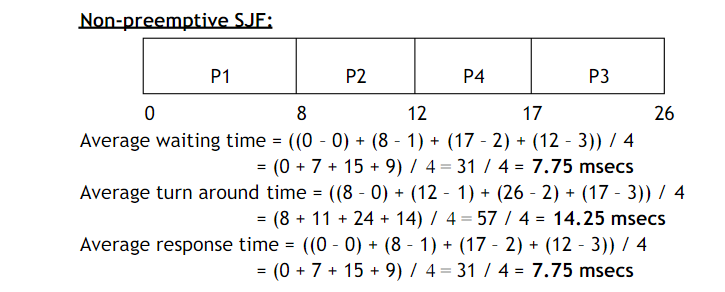 Non-preemptive SJF:
P1 P2 P4 P3
0 8 12 17 26
Average waiting time = ((0 - 0) + (8 - 1) + (17 - 2) + (12 - 3)) / 4
= (0 + 7 + 15 + 9) / 4 = 31 / 4 = 7.75 msecs
Average turn around time = ((8 - 0) + (12 - 1) + (26 - 2) + (17 - 3)) / 4
= (8 + 11 + 24 + 14) / 4 = 57 / 4 = 14.25 msecs
Average response time = ((0 - 0) + (8 - 1) + (17 - 2) + (12 - 3)) / 4
= (0 + 7 + 15 + 9) / 4 = 31 / 4 = 7.75 msecs